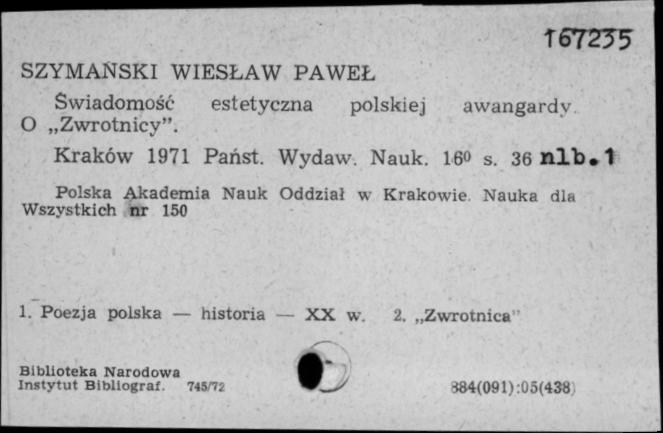 167235
SZYMAŃSKI WIESŁAW PAWEŁ
Świadomość estetyczna polskiej awangardy.
O „Zwrotnicy”.
Kraków 1971 Państ. Wydaw. Nauk. 16⁰ s. 36 nlb. 1
Polska Akademia Nauk Oddział w Krakowie. Nauka dla
Wszystkich nr 150
1. Poezja polska — historia — XX w. 2. „Zwrotnica”
Biblioteka Narodowa
Instytut Bibliograf. 745/72
884(091):05(438)